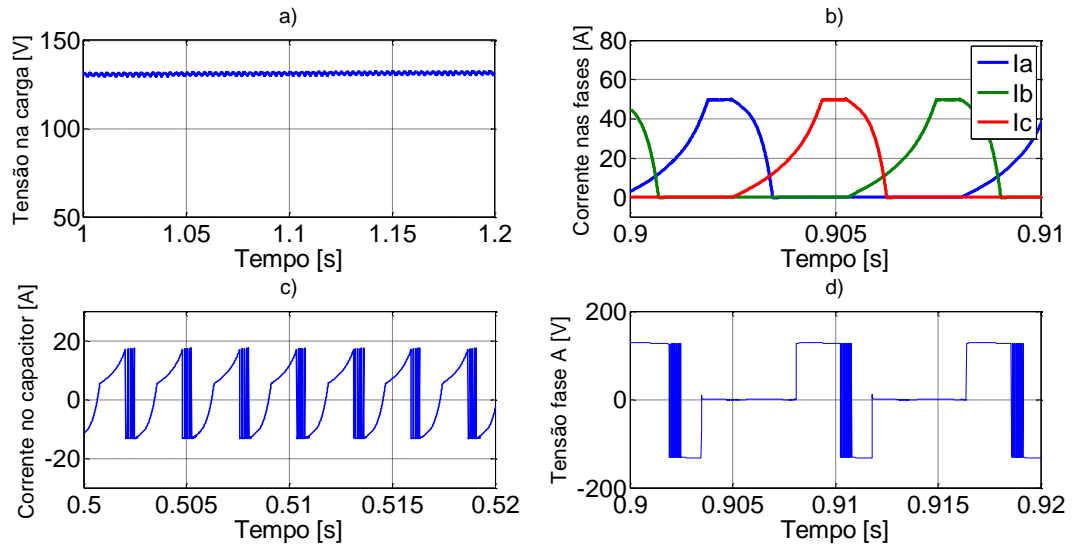 a)
Tensão na carga [V]
150
100
50
1
1.05
1.1
1.15
1.2
Tempo [s]
b)
Corrente nas fases [A]
80
60
40
20
0
0.9
0.905
0.91
Tempo [s]
Ia
Ib
Ic
c)
Corrente no capacitor [A]
20
0
-20
0.5
0.505
0.51
0.515
0.52
Tempo [s]
d)
Tensão fase A [V]
200
0
-200
0.9
0.905
0.91
0.915
0.92
Tempo [s]